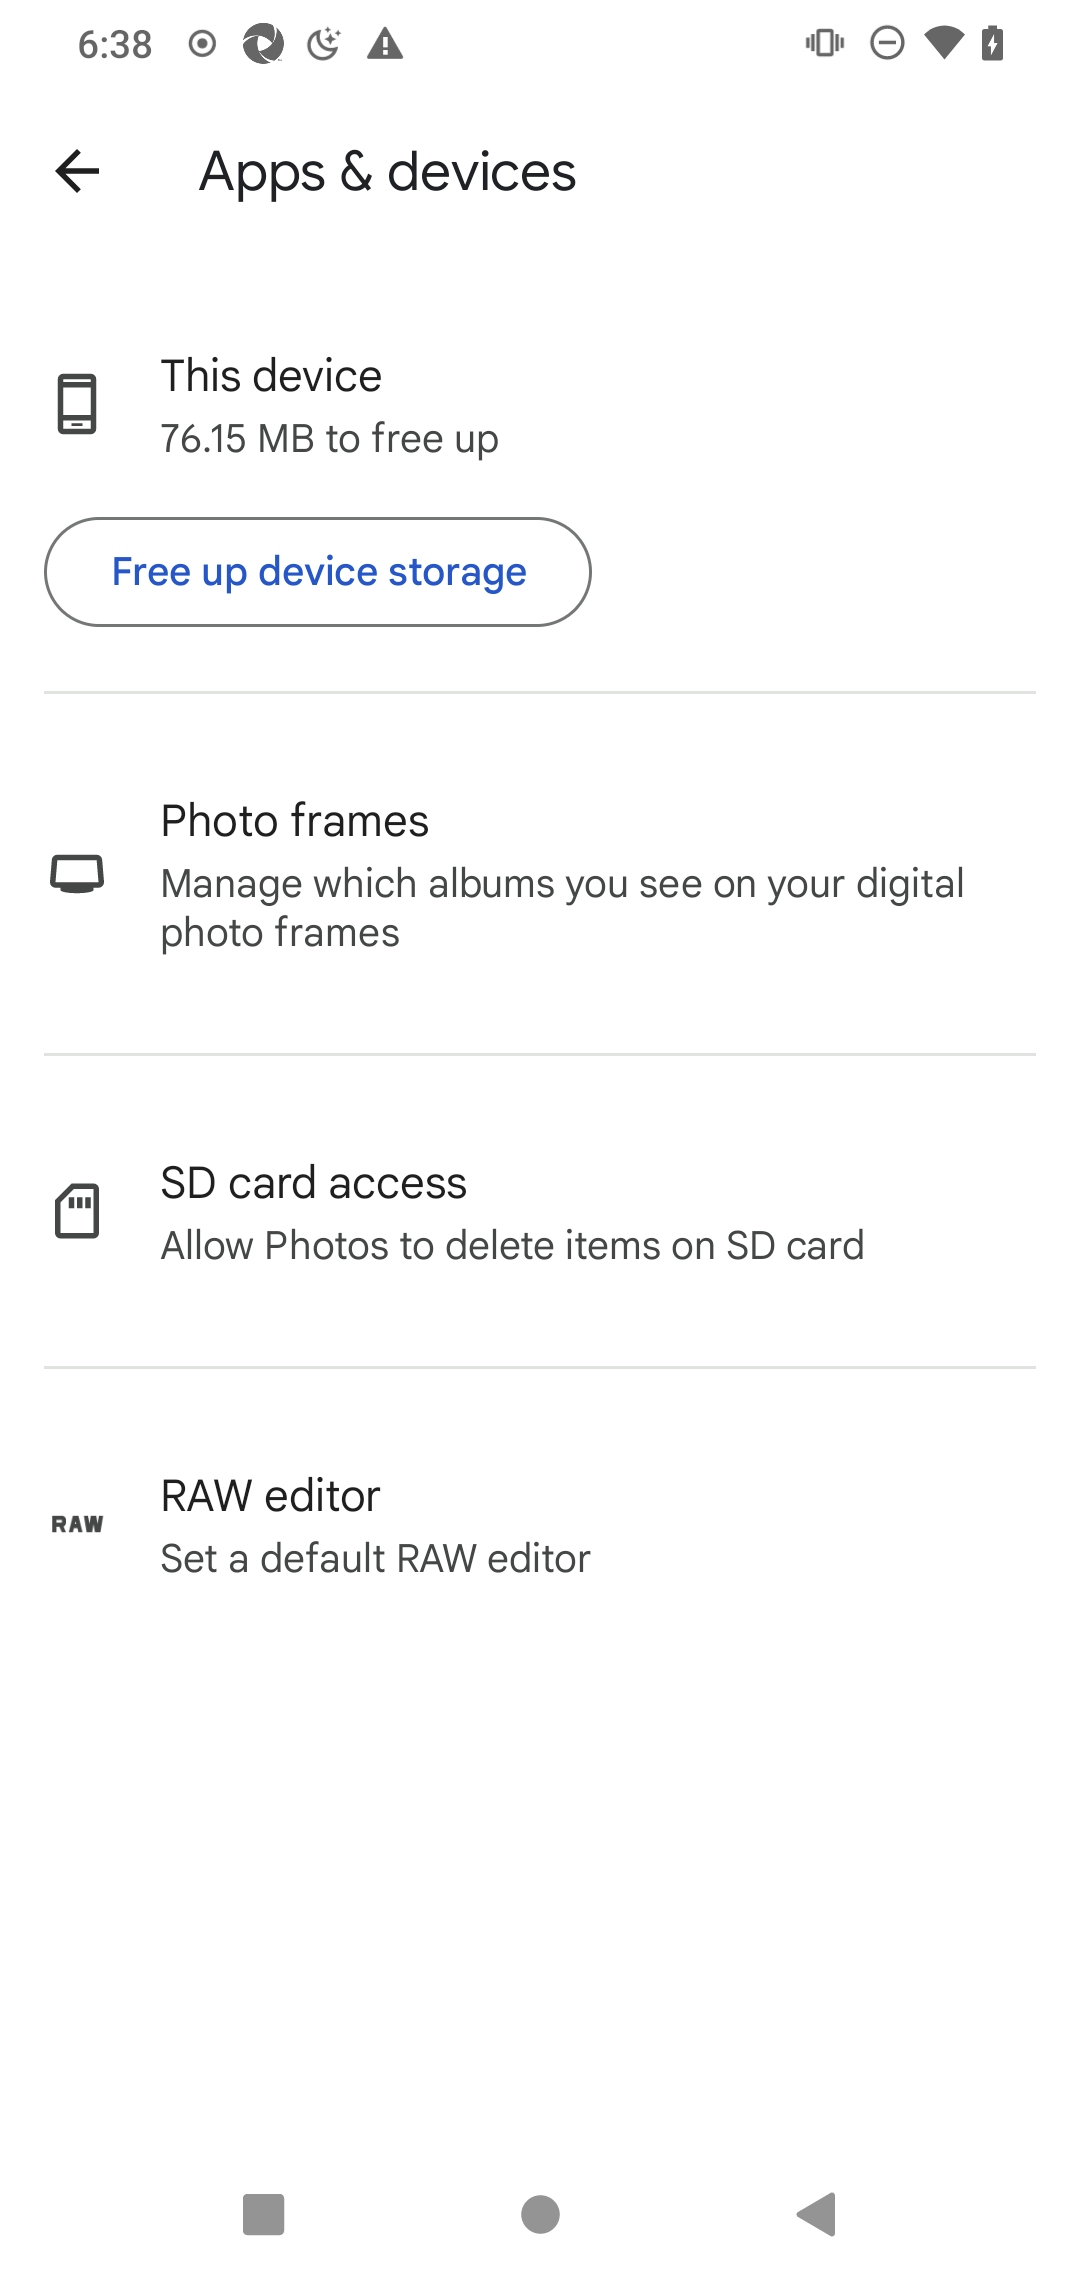 6:38
Apps & devices
This device
76.15 MB to free up
Free up device storage
Photo frames
Manage which albums you see on your digital
photo frames
SD card access
Allow Photos to delete items on SD card
RAW
RAW editor
Set a default RAW editor